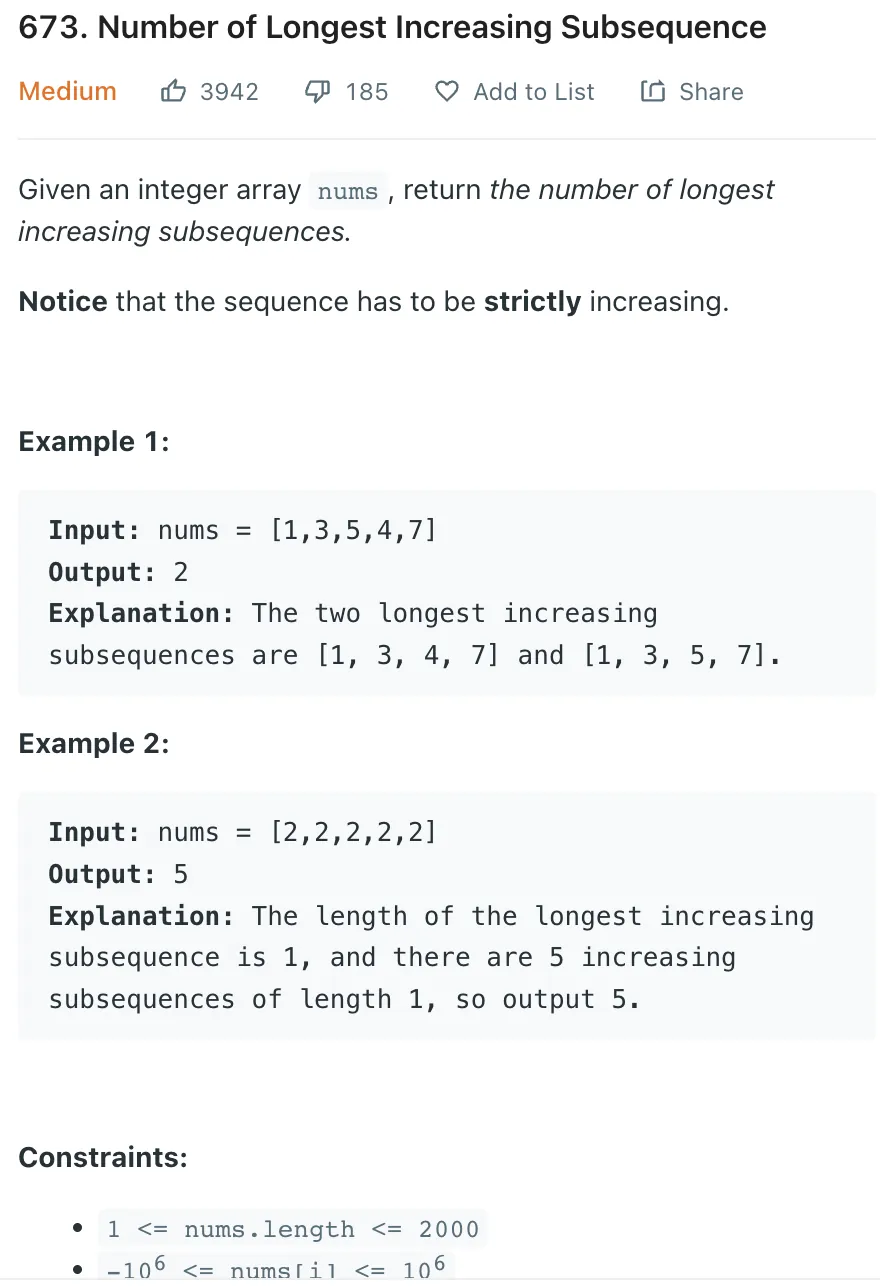 673. Number of Longest Increasing Subsequence
Medium 3942 185 Add to List Share
Given an integer array nums , return the number of longest
increasing subsequences.
Notice that the sequence has to be strictly increasing.
Example 1:
Input: nums = [1,3,5,4,7]
Output: 2
Explanation: The two longest increasing
subsequences are [1, 3, 4, 7] and [1, 3, 5, 7].
Example 2:
Input: nums = [2,2,2,2,2]
Output: 5
Explanation: The length of the longest increasing
subsequence is 1, and there are 5 increasing
subsequences of length 1, so output 5.
Constraints:
• 1 <= nums.length <= 2000
• -10⁶ <= nums[i] <= 10⁶